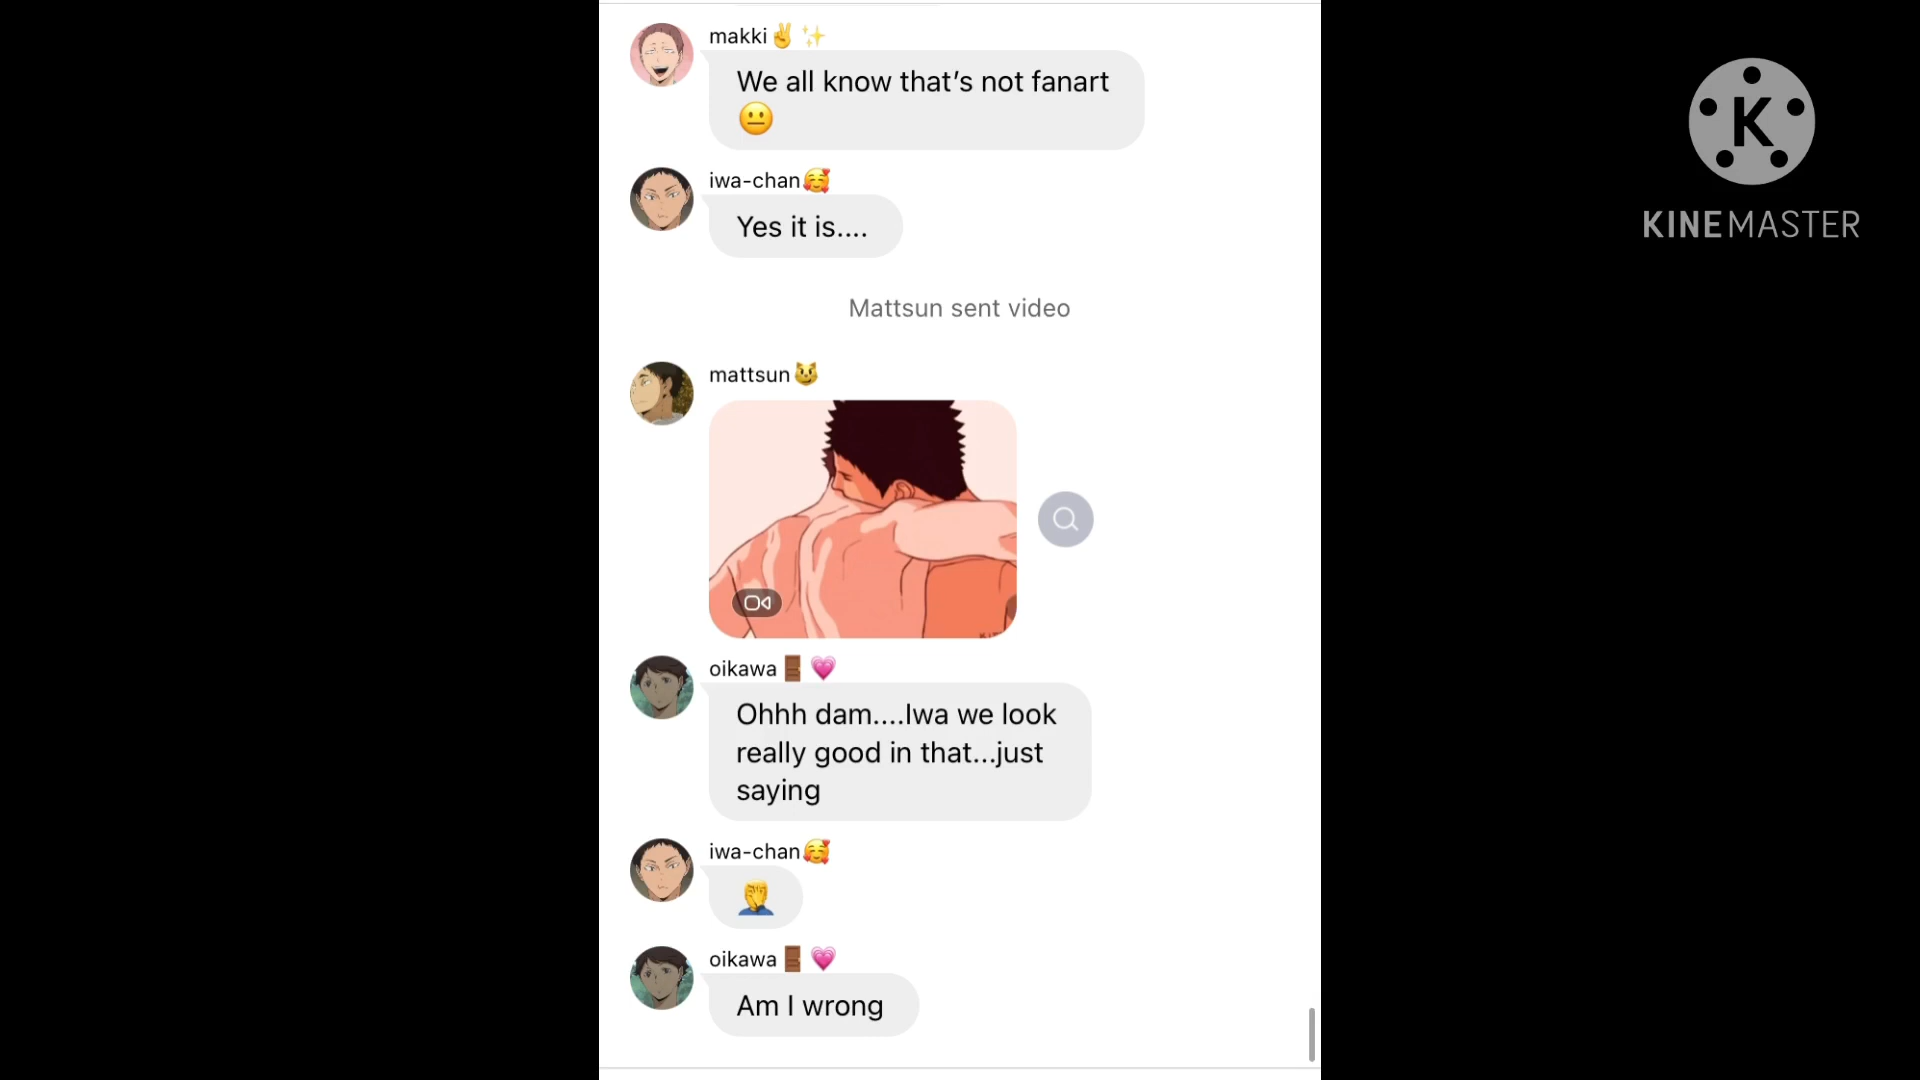 makki✌️✨
We all know that's not fanart
😐
iwa-chan🥰
Yes it is....
Mattsun sent video
mattsun😼
oikawa🚪💗
Ohhh dam....Iwa we look
really good in that...just
saying
iwa-chan🥰
🤦‍♂️
oikawa🚪💗
Am I wrong
K
KINEMASTER